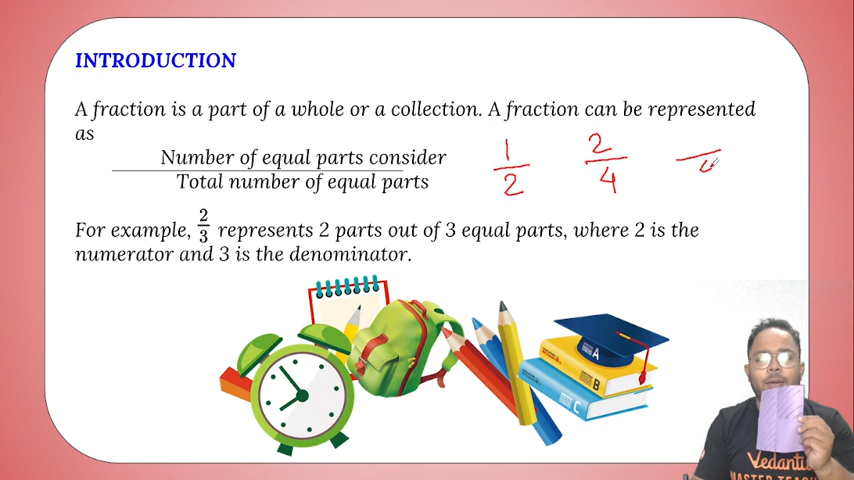 INTRODUCTION
A fraction is a part of a whole or a collection. A fraction can be represented
as
Number of equal parts consider
Total number of equal parts
1 2
2 4 4
For example, 2/3 represents 2 parts out of 3 equal parts, where 2 is the
numerator and 3 is the denominator.
A
B
C
Vedantu
MASTER TEACHER